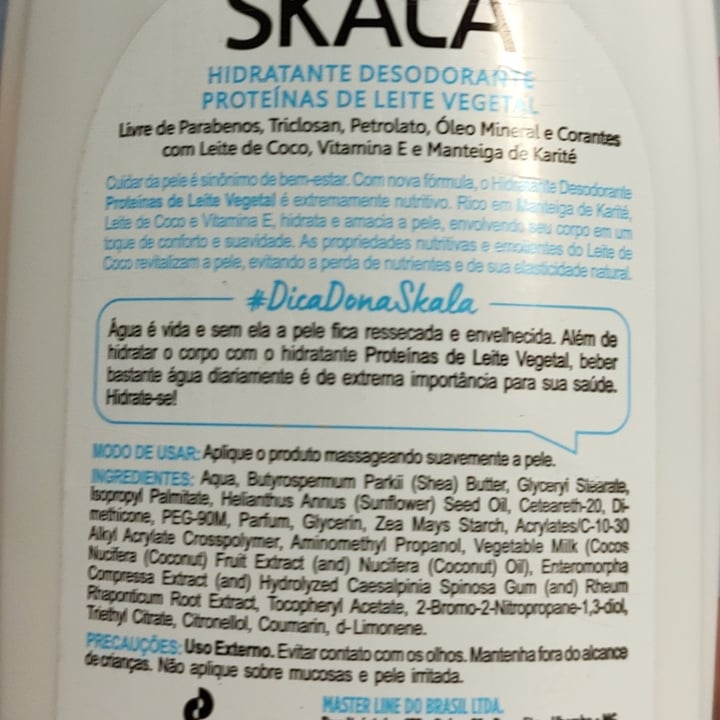 SKALA
HIDRATANTE DESODORANTE
PROTEÍNAS DE LEITE VEGETAL
Livre de Parabenos, Triclosan, Petrolato, Óleo Mineral e Corantes
com Leite de Coco, Vitamina E e Manteiga de Karité
Cuidar da pele é sinônimo de bem-estar. Com nova fórmula, o Hidratante Desodorante
Proteínas de Leite Vegetal é extremamente nutritivo. Rico em Manteiga de Karité,
Leite de Coco e Vitamina E, hidrata e amacia a pele, envolvendo seu corpo em um
toque de conforto e suavidade. As propriedades nutritivas e emolientes do Leite de
Coco revitalizam a pele, evitando a perda de nutrientes e de sua elasticidade natural.
#DicaDonaSkala
Água é vida e sem ela a pele fica ressecada e envelhecida. Além de
hidratar o corpo com o hidratante Proteínas de Leite Vegetal, beber
bastante água diariamente é de extrema importância para sua saúde.
Hidrate-se!
MODO DE USAR: Aplique o produto massageando suavemente a pele.
INGREDIENTES: Aqua, Butyrospermum Parkii (Shea) Butter, Glyceryl Stearate,
Isopropyl Palmitate, Helianthus Annus (Sunflower) Seed Oil, Ceteareth-20, Di-
methicone, PEG-90M, Parfum, Glycerin, Zea Mays Starch, Acrylates/C-10-30
Alkyl Acrylate Crosspolymer, Aminomethyl Propanol, Vegetable Milk (Cocos
Nucifera (Coconut) Fruit Extract (and) Nucifera (Coconut) Oil), Enteromorpha
Compressa Extract (and) Hydrolyzed Caesalpinia Spinosa Gum (and) Rheum
Rhaponticum Root Extract, Tocopheryl Acetate, 2-Bromo-2-Nitropropane-1,3-diol,
Triethyl Citrate, Citronellol, Coumarin, d-Limonene.
PRECAUÇÕES: Uso Externo. Evitar contato com os olhos. Mantenha fora do alcance
de crianças. Não aplique sobre mucosas e pele irritada.
MASTER LINE DO BRASIL LTDA.